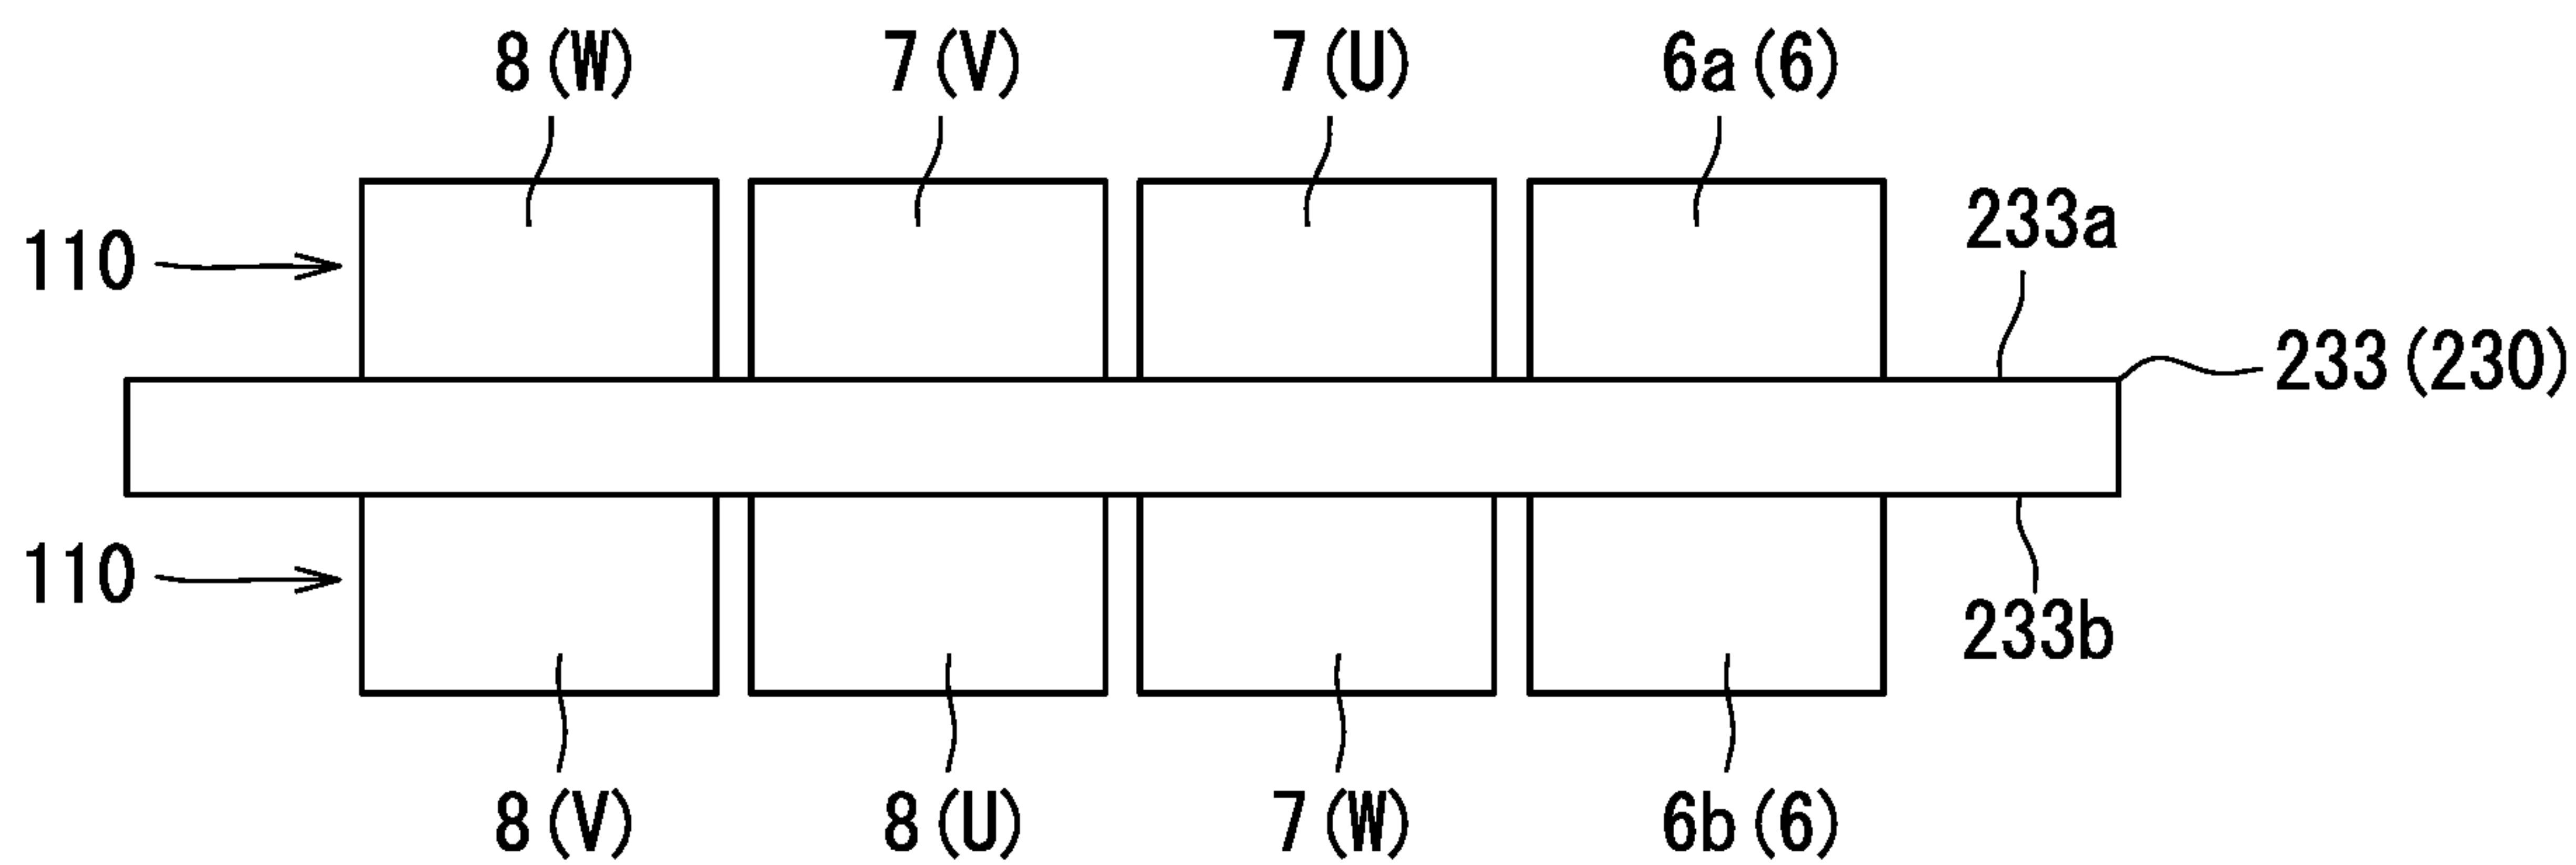 8(W) 7(V) 7(U) 6a(6)
233a
110
233(230)
110
233b
8(V) 8(U) 7(W) 6b(6)